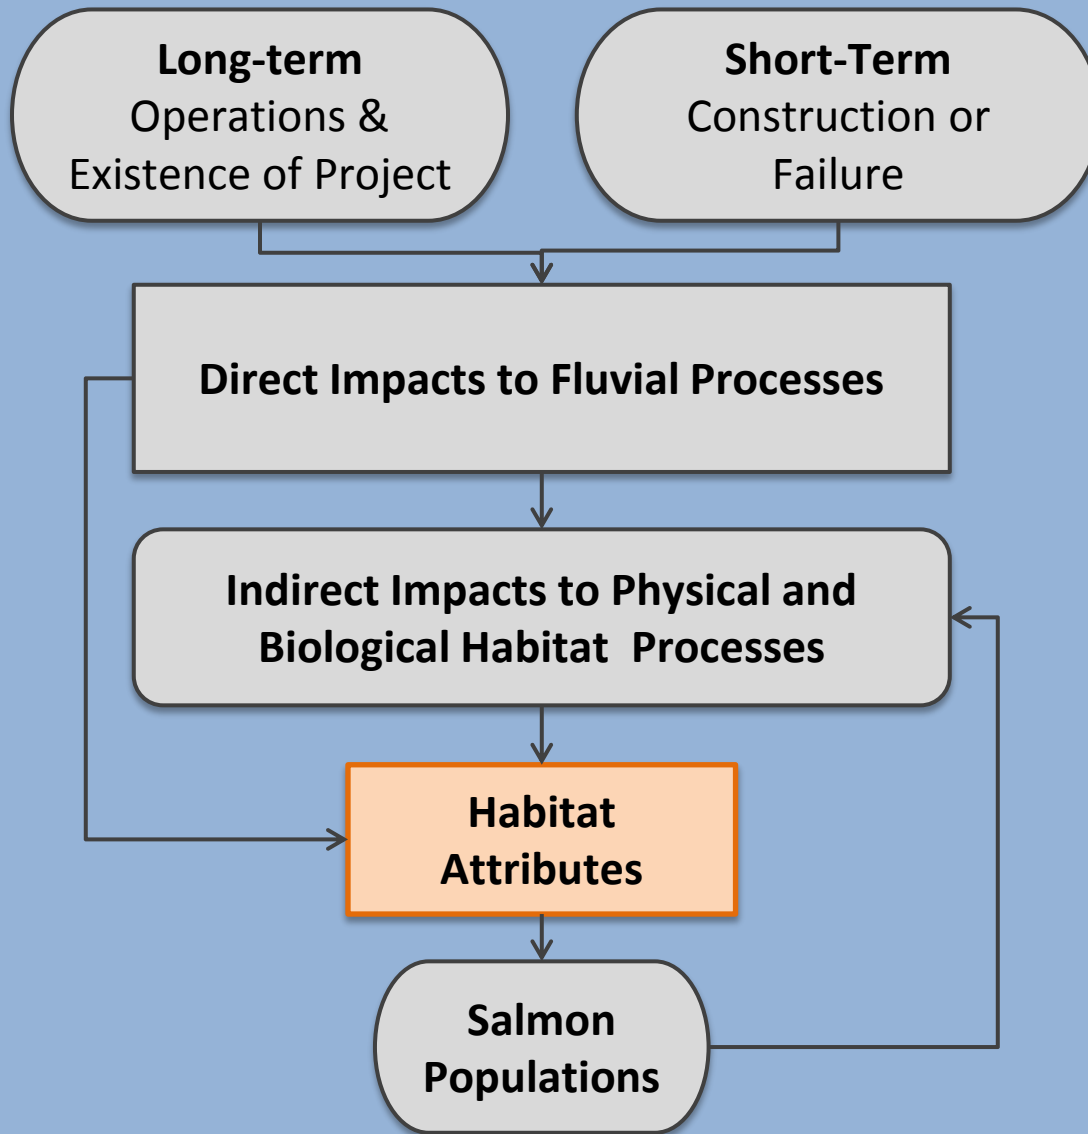 Long-term
Operations &
Existence of Project
Short-Term
Construction or
Failure
Direct Impacts to Fluvial Processes
Indirect Impacts to Physical and
Biological Habitat  Processes
Habitat
Attributes
Salmon
Populations